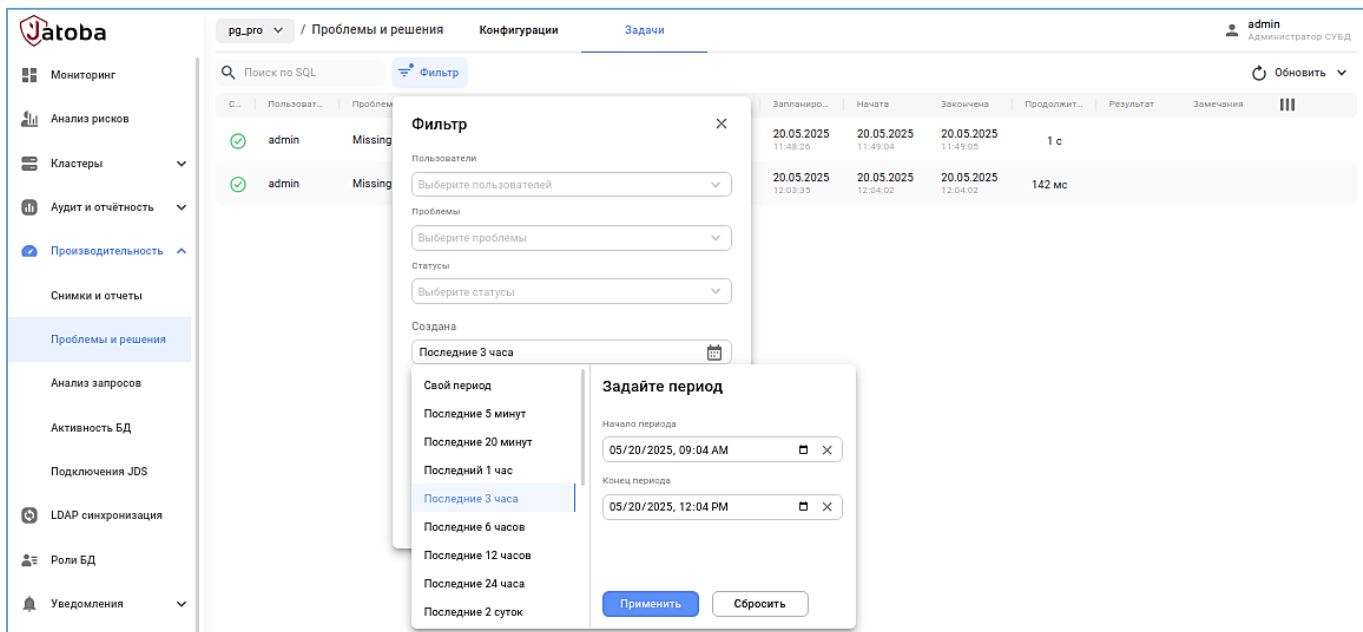 Jatoba
pg_pro / Проблемы и решения Конфигурации Задачи
admin
Администратор СУБД
Мониторинг
Анализ рисков
Кластеры
Аудит и отчётность
Производительность
Снимки и отчеты
Проблемы и решения
Анализ запросов
Активность БД
Подключения JDS
LDAP синхронизация
Роли БД
Уведомления
Поиск по SQL Фильтр Обновить
С... Пользоват... Проблем Запланиро... Начата Закончена Продолжит... Результат Замечания
admin Missing 20.05.2025 20.05.2025 20.05.2025 1 с
11:48:26 11:49:04 11:49:05
admin Missing 20.05.2025 20.05.2025 20.05.2025 142 мс
12:03:35 12:04:02 12:04:02
Фильтр
Пользователи
Выберите пользователей
Проблемы
Выберите проблемы
Статусы
Выберите статусы
Создана
Последние 3 часа
Свой период
Последние 5 минут
Последние 20 минут
Последний 1 час
Последние 3 часа
Последние 6 часов
Последние 12 часов
Последние 24 часа
Последние 2 суток
Задайте период
Начало периода
05/20/2025, 09:04 AM
Конец периода
05/20/2025, 12:04 PM
Применить Сбросить